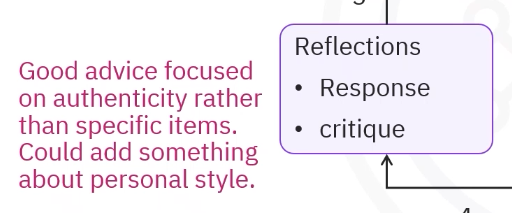 Reflections
• Response
• critique
Good advice focused
on authenticity rather
than specific items.
Could add something
about personal style.